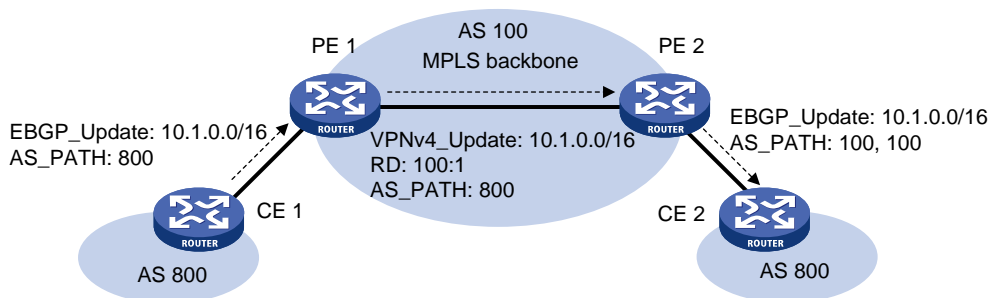 AS 100
MPLS backbone
PE 1
PE 2
ROUTER
ROUTER
EBGP_Update: 10.1.0.0/16
AS_PATH: 800
VPNv4_Update: 10.1.0.0/16
RD: 100:1
AS_PATH: 800
EBGP_Update: 10.1.0.0/16
AS_PATH: 100, 100
CE 1
CE 2
ROUTER
ROUTER
AS 800
AS 800